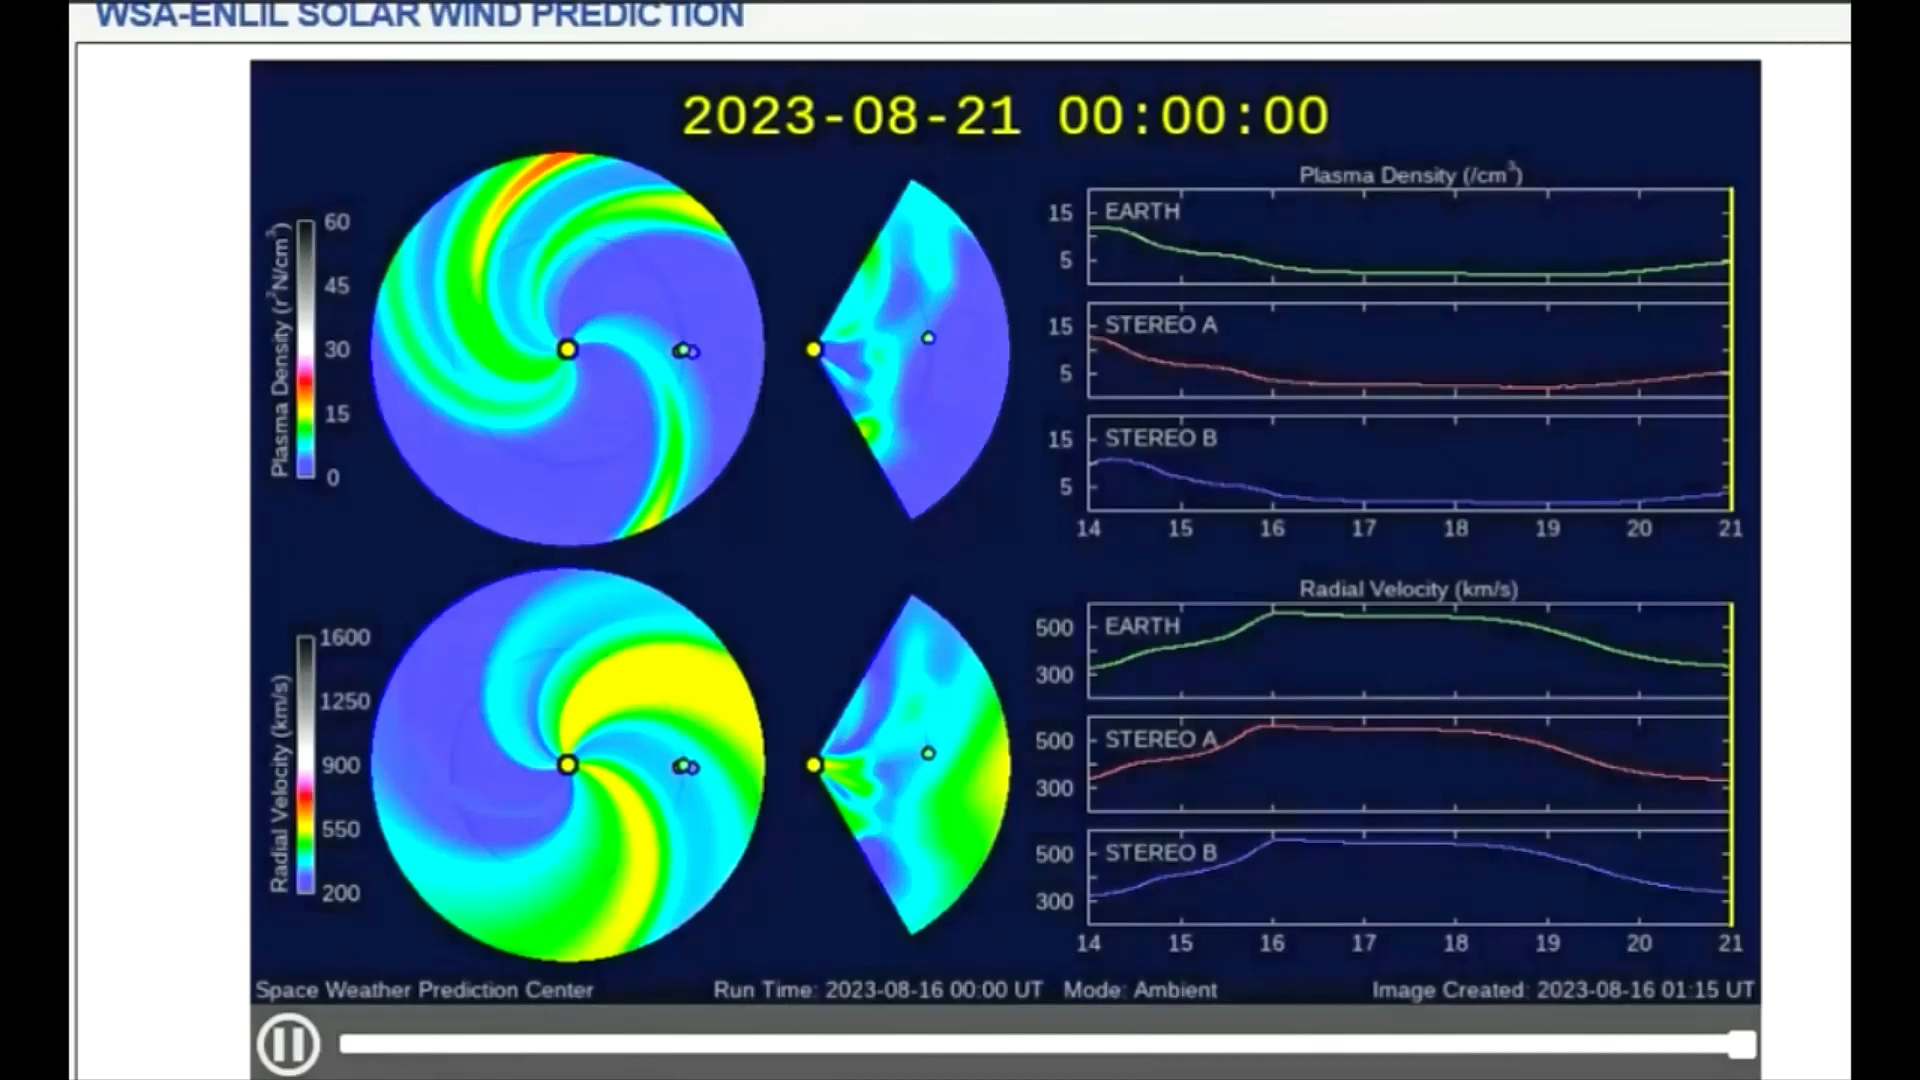 WSA-ENLIL SOLAR WIND PREDICTION
2023-08-21 00:00:00
Plasma Density (r²N/cm³)
60
45
30
15
0
Plasma Density (/cm³)
15
5
EARTH
15
5
STEREO A
15
5
STEREO B
14 15 16 17 18 19 20 21
Radial Velocity (km/s)
1600
1250
900
550
200
Radial Velocity (km/s)
500
300
EARTH
500
300
STEREO A
500
300
STEREO B
14 15 16 17 18 19 20 21
Space Weather Prediction Center Run Time: 2023-08-16 00:00 UT Mode: Ambient Image Created: 2023-08-16 01:15 UT